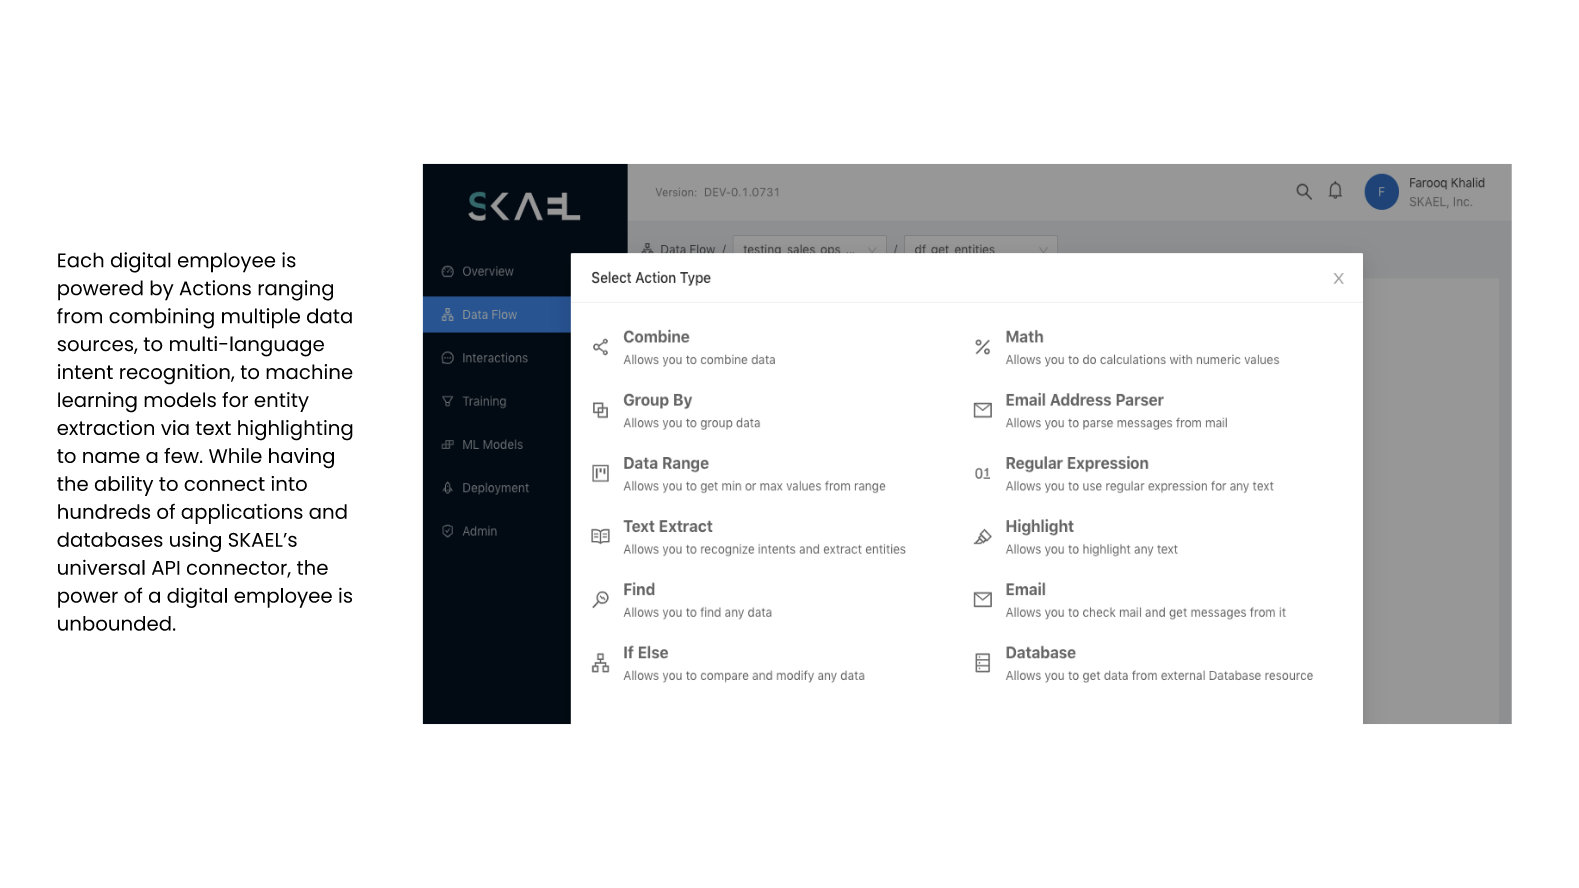 Each digital employee is
powered by Actions ranging
from combining multiple data
sources, to multi-language
intent recognition, to machine
learning models for entity
extraction via text highlighting
to name a few. While having
the ability to connect into
hundreds of applications and
databases using SKAEL’s
universal API connector, the
power of a digital employee is
unbounded.
SKAEL
Overview
Data Flow
Interactions
Training
ML Models
Deployment
Admin
Version: DEV-0.1.0731
F
Farooq Khalid
SKAEL, Inc.
Data Flow / testing_sales_ops_... / df_get_entities
Select Action Type
Combine
Allows you to combine data
Group By
Allows you to group data
Data Range
Allows you to get min or max values from range
Text Extract
Allows you to recognize intents and extract entities
Find
Allows you to find any data
If Else
Allows you to compare and modify any data
Math
Allows you to do calculations with numeric values
Email Address Parser
Allows you to parse messages from mail
01 Regular Expression
Allows you to use regular expression for any text
Highlight
Allows you to highlight any text
Email
Allows you to check mail and get messages from it
Database
Allows you to get data from external Database resource